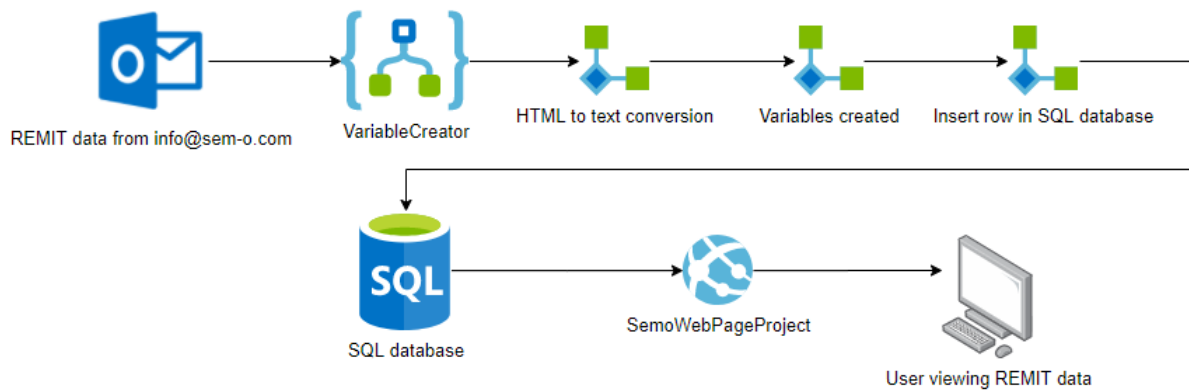 REMIT data from info@sem-o.com
VariableCreator
HTML to text conversion
Variables created
Insert row in SQL database
SQL
SQL database
SemoWebPageProject
User viewing REMIT data